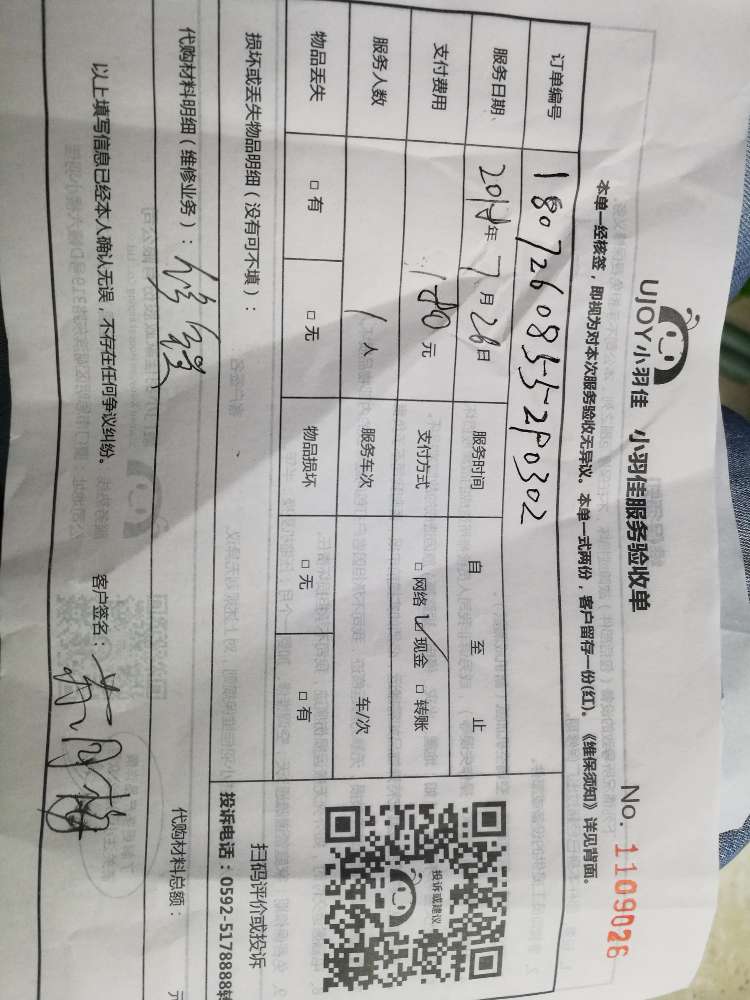 UJOY小羽佳 小羽佳服务验收单
No. 1109026
本单一经核签,即视为对本次服务验收无异议。本单一式两份,客户留存一份(红)。《维保须知》详见背面。
订单编号 1807260855290302
服务日期 2018年7月26日 服务时间 自 至 止
支付费用 180元 支付方式 □网络 ☑现金 □转账
服务人数 1人 服务车次 车/次
物品丢失 □有 □无 物品损坏 □无 □有
投诉或建议
扫码评价或投诉
投诉电话:0592-5178888转
损坏或丢失物品明细(没有可不填):
代购材料明细(维修业务): 修 代购材料总额: 元
以上填写信息已经本人确认无误,不存在任何争议纠纷。 客户签名: